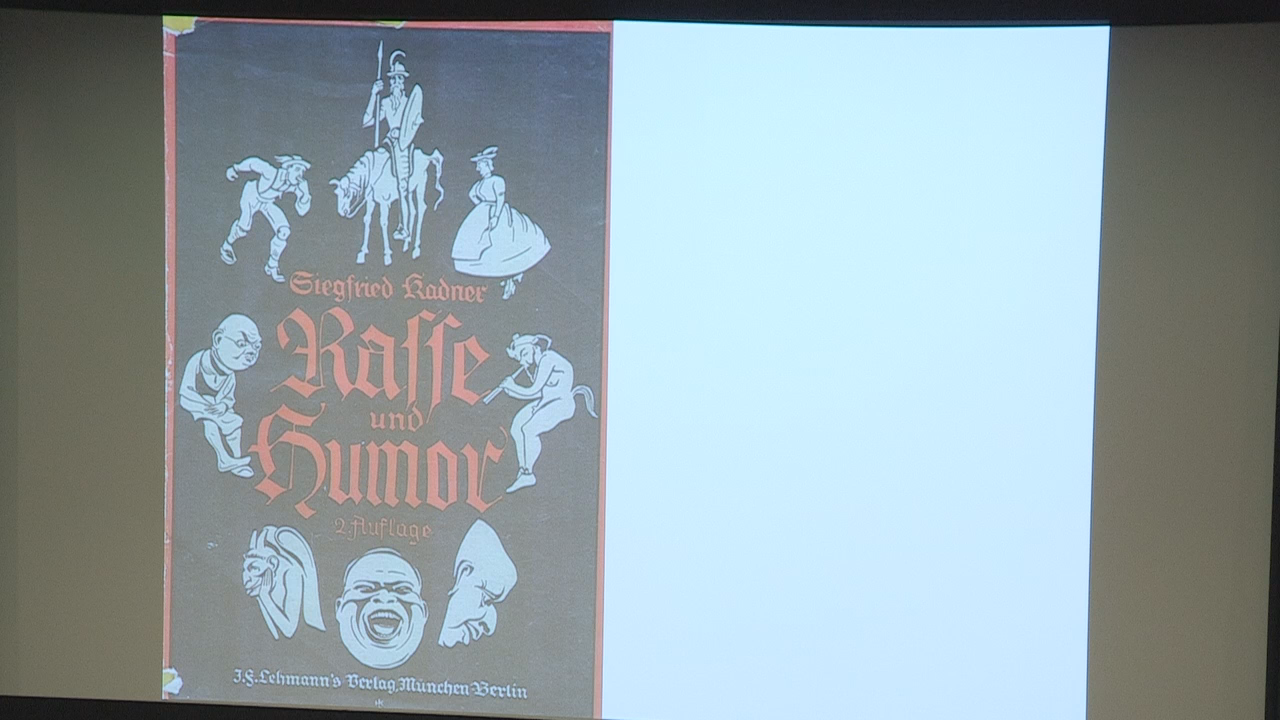 Siegfried Kadner
Rasse
und
Humor
2. Auflage
J.F. Lehmann's Verlag, München-Berlin